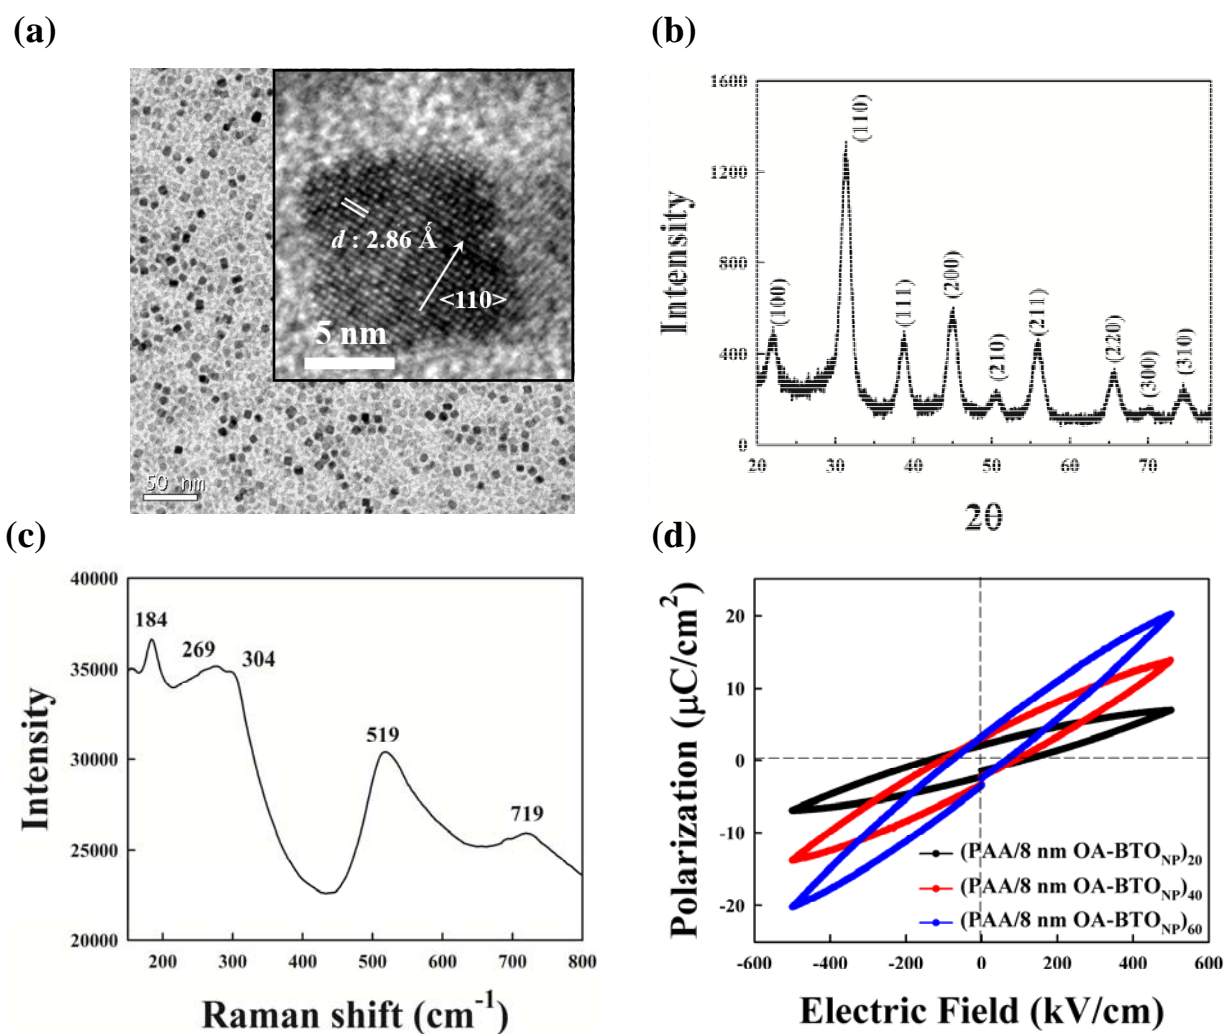 (a)
d : 2.86 Å
<110>
5 nm
50 nm
(b)
Intensity
1600
1200
800
400
0
(100)
(110)
(111)
(200)
(210)
(211)
(220)
(300)
(310)
20 30 40 50 60 70
2θ
(c)
Intensity
40000
35000
30000
25000
20000
184
269
304
519
719
200 300 400 500 600 700 800
Raman shift (cm⁻¹)
(d)
Polarization (μC/cm²)
20
10
0
-10
-20
(PAA/8 nm OA-BTO_NP)_20
(PAA/8 nm OA-BTO_NP)_40
(PAA/8 nm OA-BTO_NP)_60
-600 -400 -200 0 200 400 600
Electric Field (kV/cm)